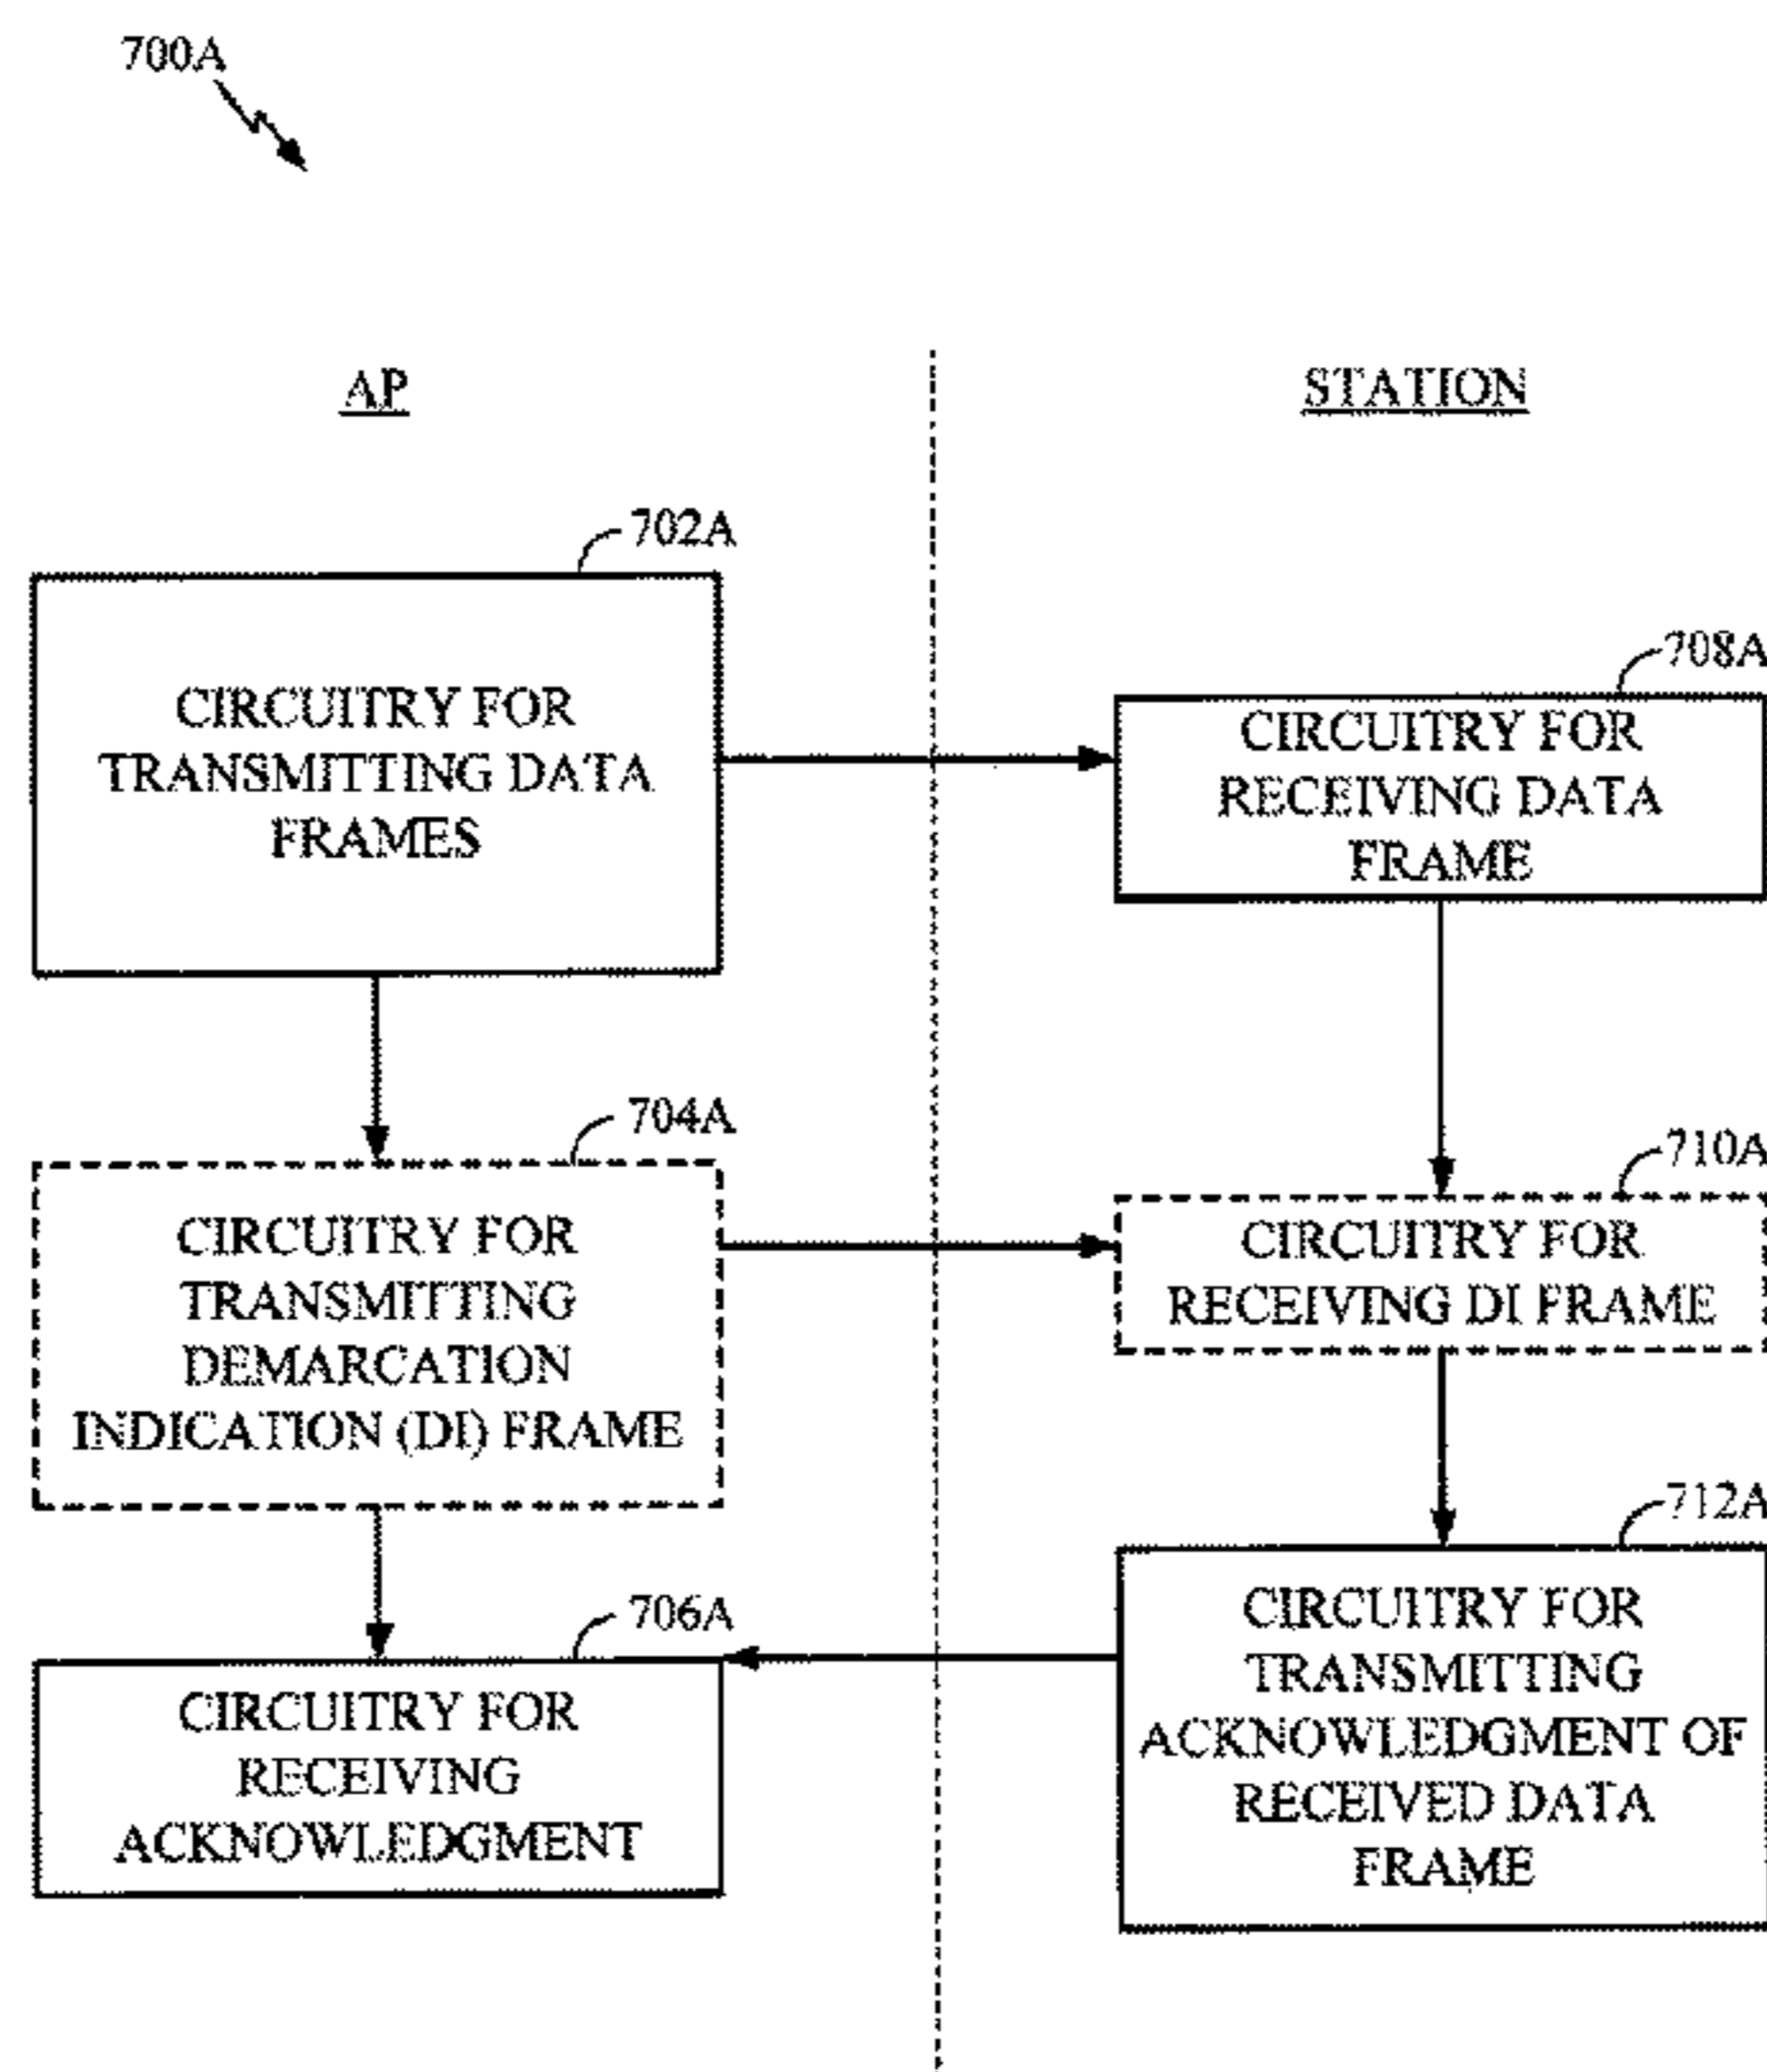 700A
AP
STATION
702A
CIRCUITRY FOR
TRANSMITTING DATA
FRAMES
708A
CIRCUITRY FOR
RECEIVING DATA
FRAME
704A
CIRCUITRY FOR
TRANSMITTING
DEMARCATION
INDICATION (DI) FRAME
710A
CIRCUITRY FOR
RECEIVING DI FRAME
706A
CIRCUITRY FOR
RECEIVING
ACKNOWLEDGMENT
712A
CIRCUITRY FOR
TRANSMITTING
ACKNOWLEDGMENT OF
RECEIVED DATA
FRAME